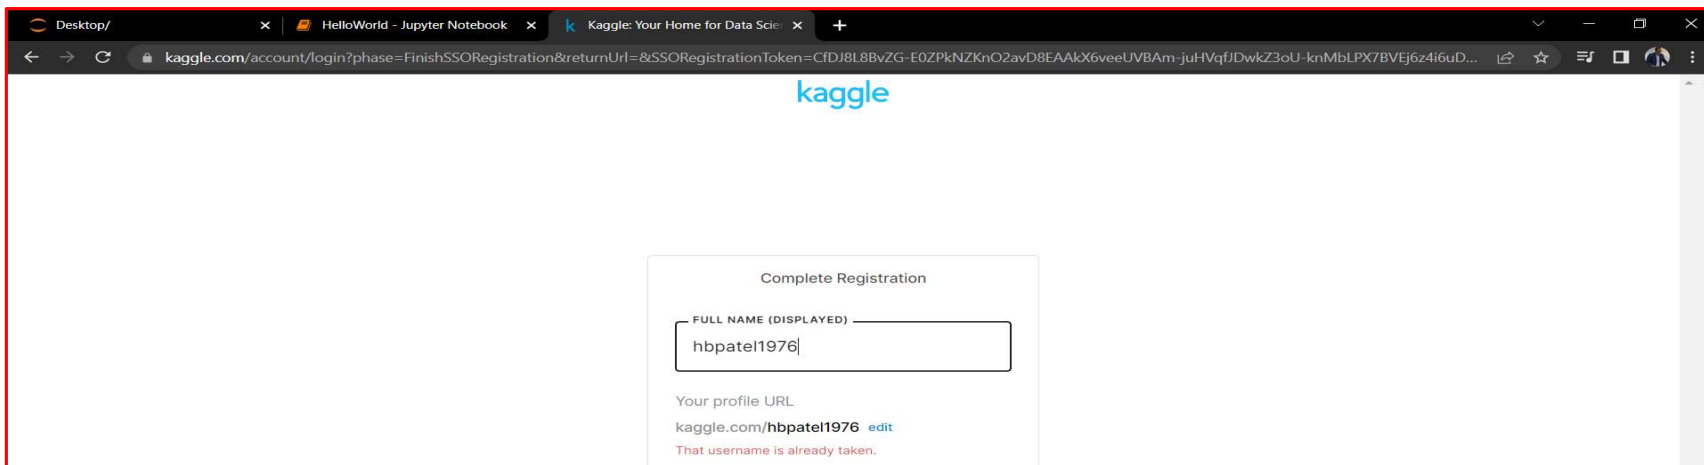 Desktop/
HelloWorld - Jupyter Notebook
Kaggle: Your Home for Data Scie
kaggle.com/account/login?phase=FinishSSORegistration&returnUrl=&SSORegistrationToken=CfDJ8L8BvZG-E0ZPkNZKnO2avD8EAAkX6veeUVBAm-juHVqfJDwkZ3oU-knMbLPX7BVEj6z4i6uD...
kaggle
Complete Registration
FULL NAME (DISPLAYED)
hbpatel1976
Your profile URL
kaggle.com/hbpatel1976 edit
That username is already taken.